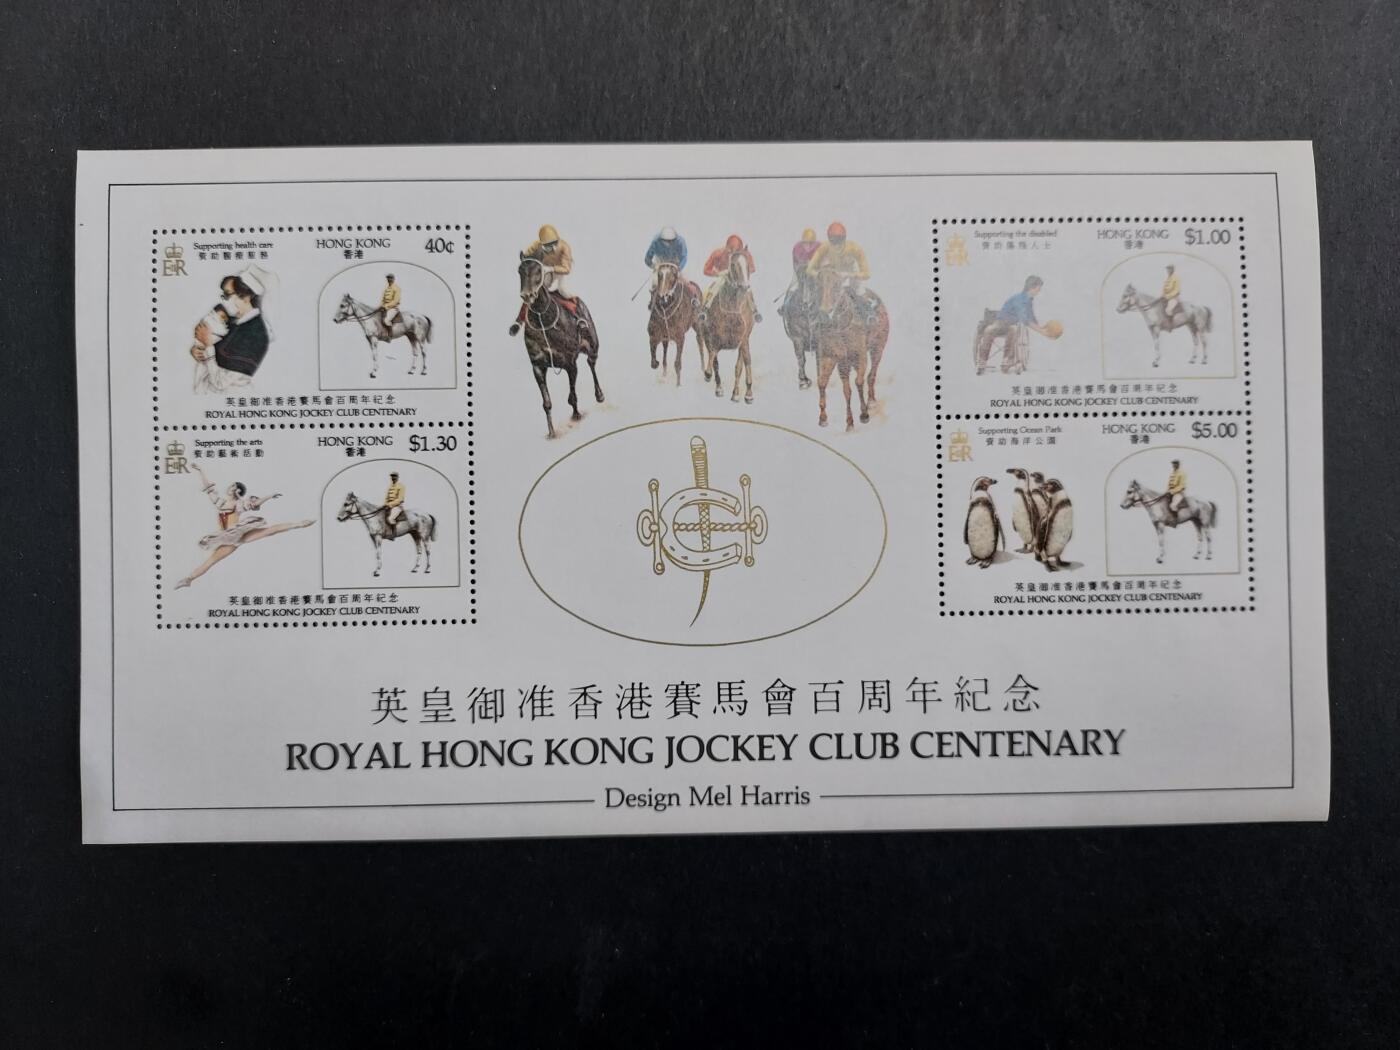 Supporting health care
資助醫療服務
HONG KONG
香港
40¢
EIIR
英皇御准香港賽馬會百周年紀念
ROYAL HONG KONG JOCKEY CLUB CENTENARY
Supporting the arts
資助藝術活動
HONG KONG
香港
$1.30
EIIR
英皇御准香港賽馬會百周年紀念
ROYAL HONG KONG JOCKEY CLUB CENTENARY
Supporting the disabled
資助傷殘人士
HONG KONG
香港
$1.00
EIIR
英皇御准香港賽馬會百周年紀念
ROYAL HONG KONG JOCKEY CLUB CENTENARY
Supporting Ocean Park
資助海洋公園
HONG KONG
香港
$5.00
EIIR
英皇御准香港賽馬會百周年紀念
ROYAL HONG KONG JOCKEY CLUB CENTENARY
英皇御准香港賽馬會百周年紀念
ROYAL HONG KONG JOCKEY CLUB CENTENARY
Design Mel Harris